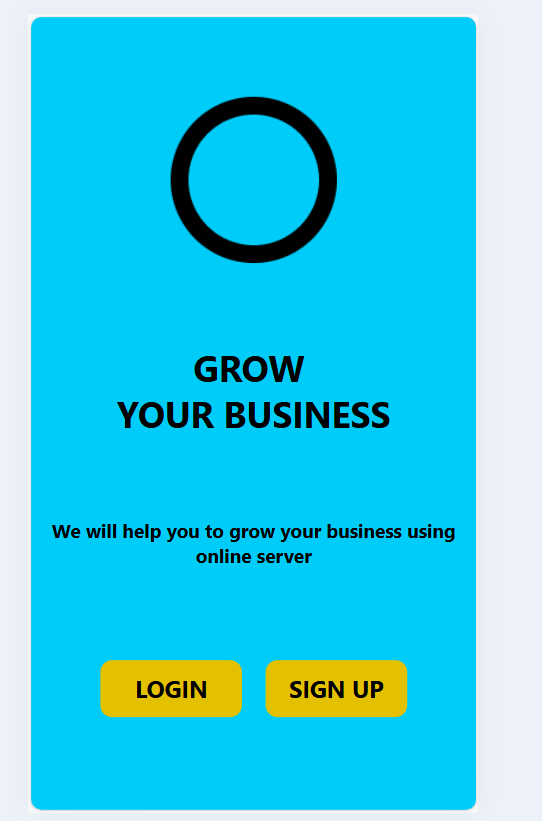 GROW
YOUR BUSINESS
We will help you to grow your business using
online server
LOGIN
SIGN UP